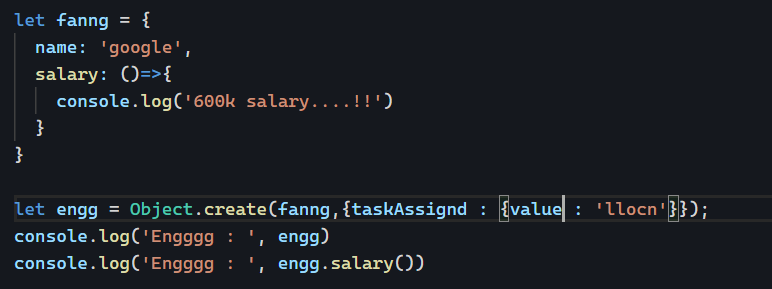 let fanng = {
  name: 'google',
  salary: ()=>{
    console.log('600k salary....!!')
  }
}
let engg = Object.create(fanng,{taskAssignd : {value : 'llocn'}});
console.log('Engggg : ', engg)
console.log('Engggg : ', engg.salary())